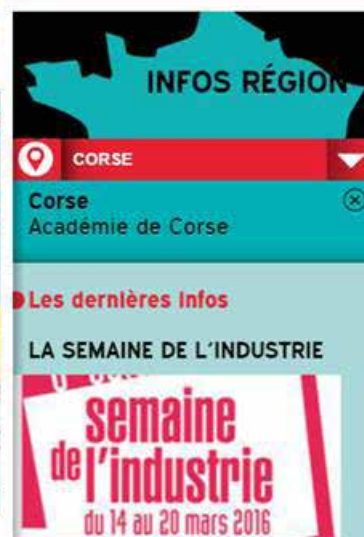 INFOS RÉGION
CORSE
Corse
Académie de Corse
Les dernières Infos
LA SEMAINE DE L'INDUSTRIE
semaine
de l'industrie
du 14 au 20 mars 2016